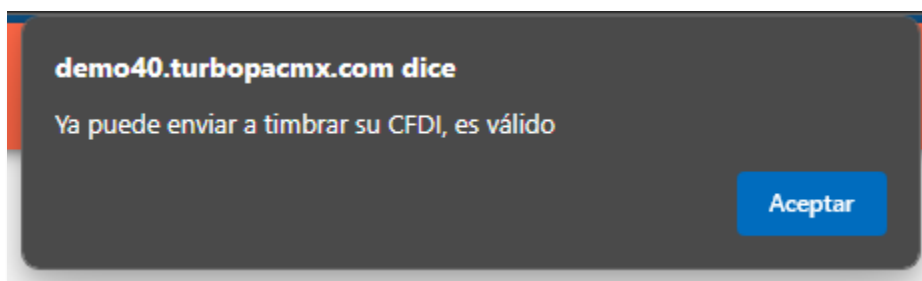 demo40.turbopacmx.com dice
Ya puede enviar a timbrar su CFDI, es válido
Aceptar